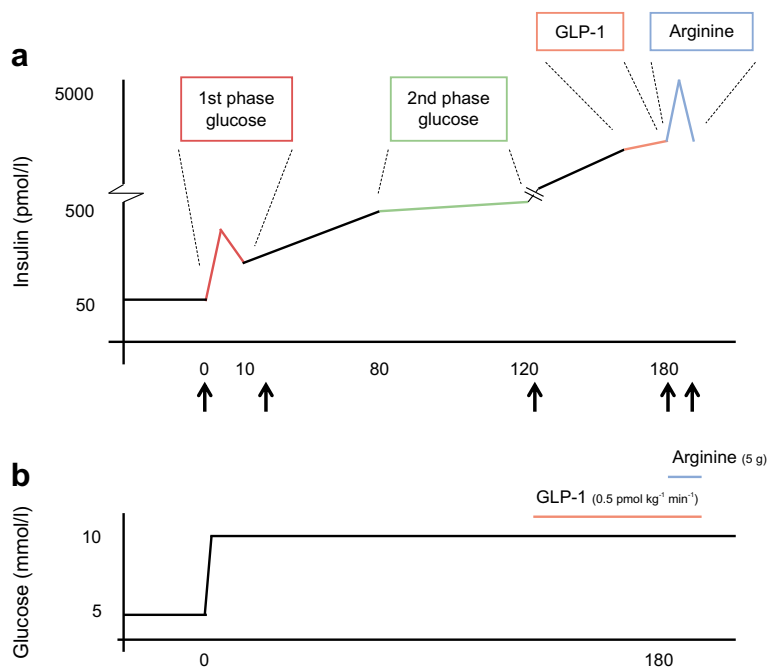 a
GLP-1
Arginine
1st phase
glucose
2nd phase
glucose
Insulin (pmol/l)
5000
500
50
0
10
80
120
180
b
Arginine (5 g)
GLP-1 (0.5 pmol kg⁻¹ min⁻¹)
Glucose (mmol/l)
10
5
0
180